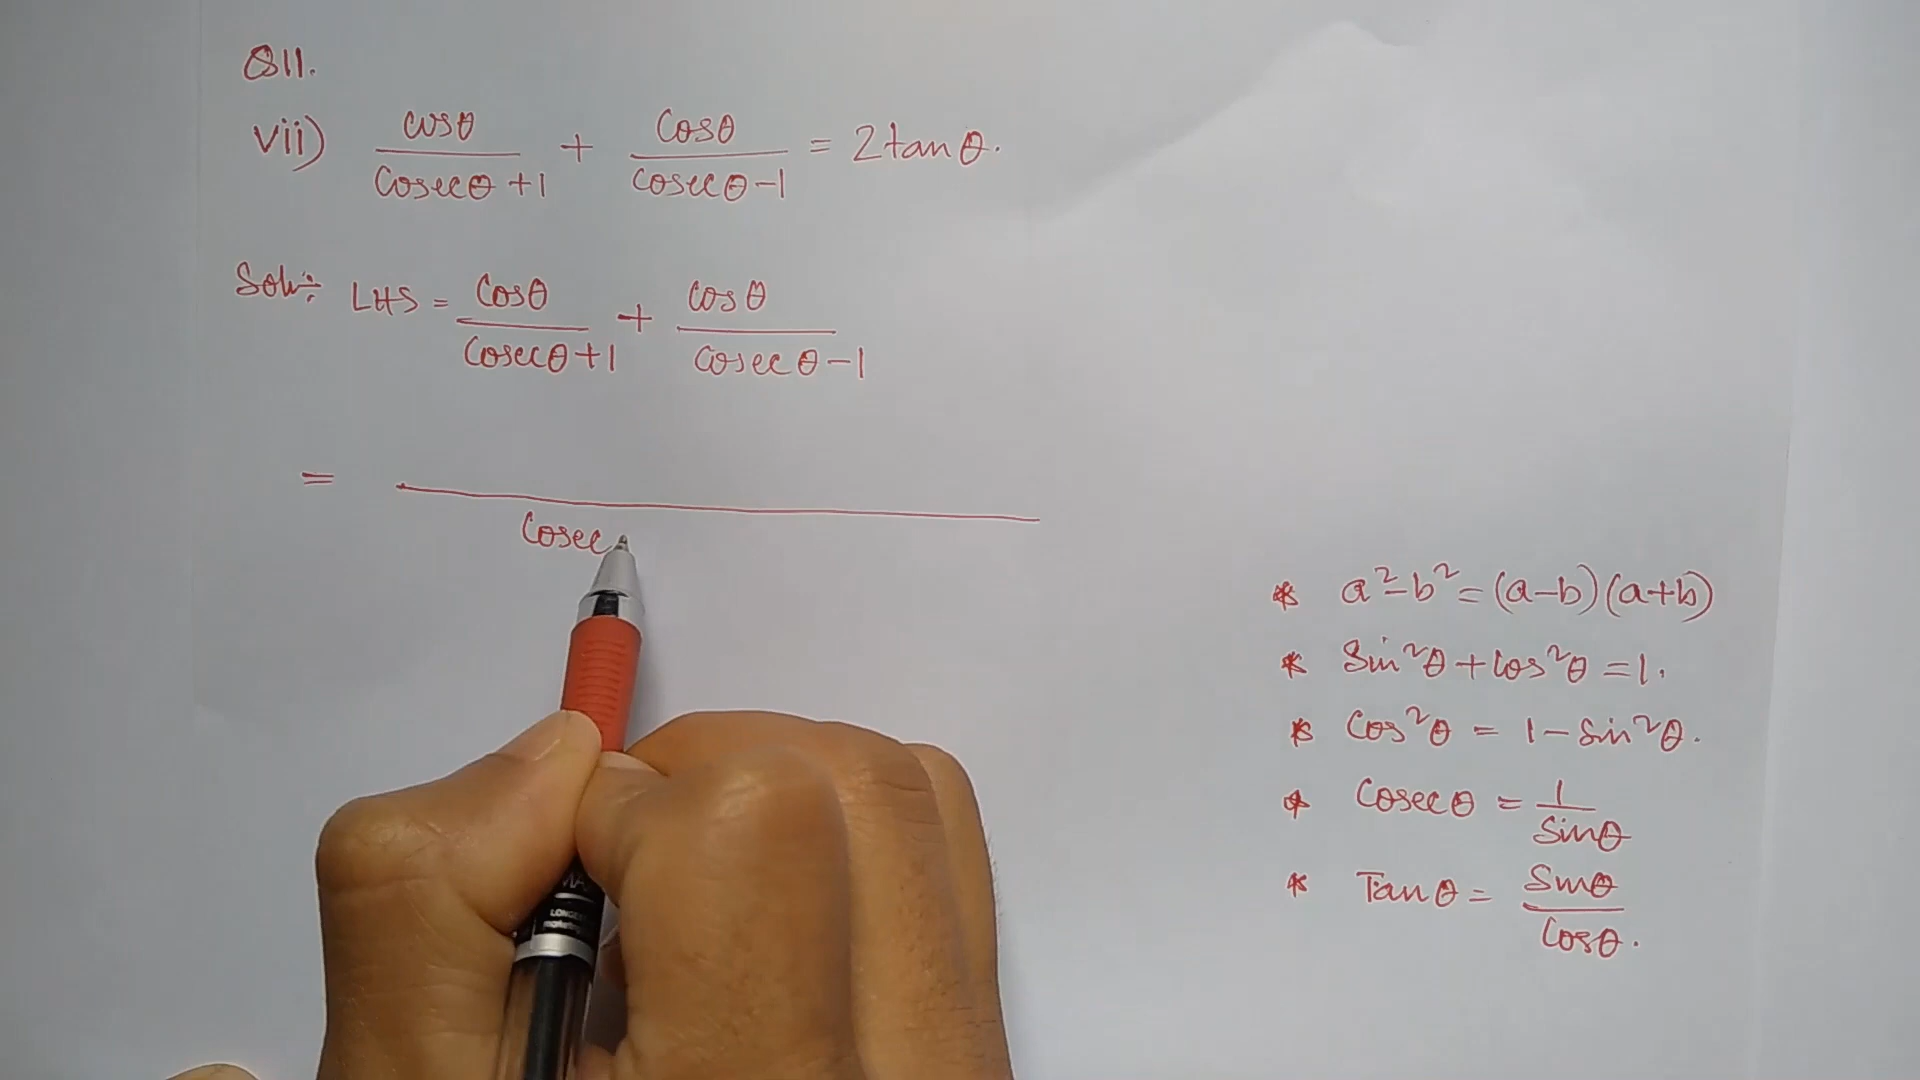 Q11.
vii) cosθ/(Cosecθ+1) + Cosθ/(cosecθ-1) = 2tanθ.
Soln: LHS = Cosθ/(Cosecθ+1) + cosθ/(cosecθ-1)
= /Cosec
* a²-b²=(a-b)(a+b)
* Sin²θ+Cos²θ=1.
* Cos²θ = 1-Sin²θ.
* Cosecθ = 1/Sinθ
* Tanθ = Sinθ/Cosθ.